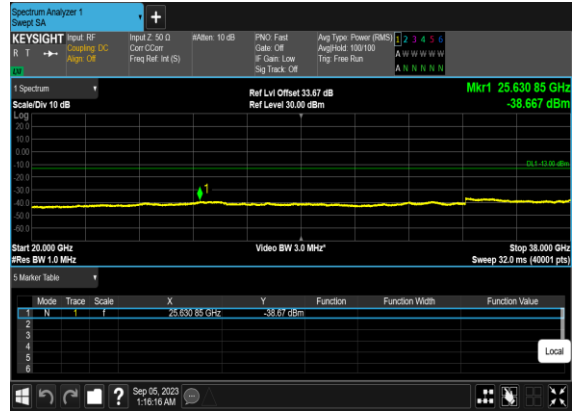 Spectrum Analyzer 1
Swept SA
+
KEYSIGHT Input: RF Input Z: 50 Ω #Atten: 10 dB PNO: Fast Avg Type: Power (RMS) 1 2 3 4 5 6
R T Coupling: DC Corr CCorr Gate: Off Avg|Hold: 100/100 A W W W W W
Align: Off Freq Ref: Int (S) IF Gain: Low Trig: Free Run
Sig Track: Off A N N N N N
1 Spectrum Ref Lvl Offset 33.67 dB Mkr1 25.630 85 GHz
Scale/Div 10 dB Ref Level 30.00 dBm -38.667 dBm
Log
20.0
10.0
0.00
-10.0
DL1 -13.00 dBm
-20.0
-30.0
1
-40.0
-50.0
-60.0
Start 20.000 GHz Video BW 3.0 MHz* Stop 38.000 GHz
#Res BW 1.0 MHz Sweep 32.0 ms (40001 pts)
5 Marker Table
Mode Trace Scale X Y Function Function Width Function Value
1 N 1 f 25.630 85 GHz -38.67 dBm
2
3
4
5
6
Local
? Sep 05, 2023
1:16:16 AM